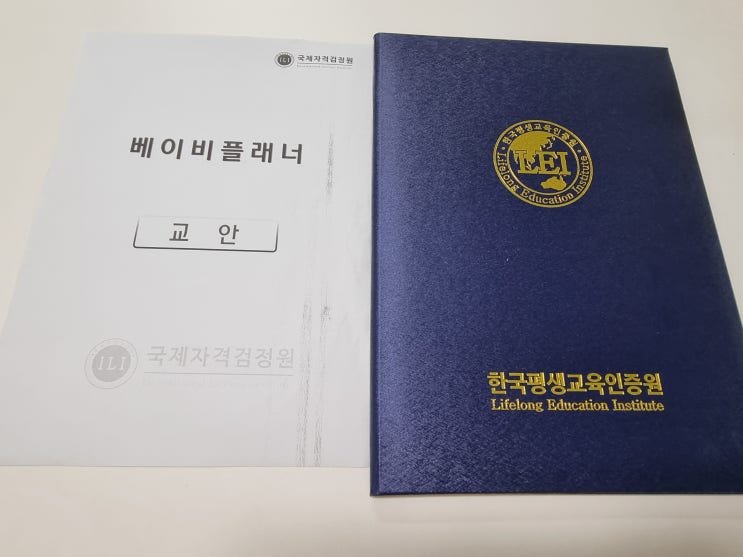 ILI 국제자격검정원
베이비플래너
교 안
ILI 국제자격검정원
한국평생교육인증원
LEI
Lifelong Education Institute
한국평생교육인증원
Lifelong Education Institute